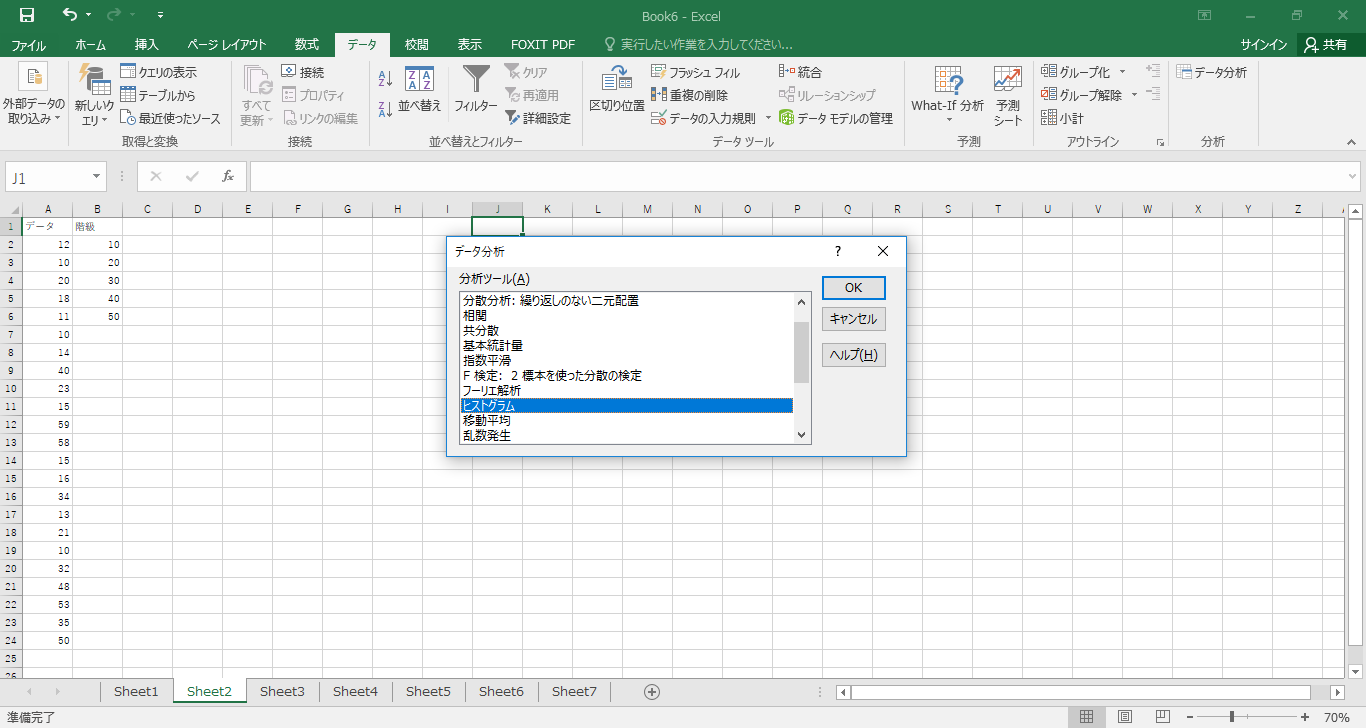 Book6 - Excel
ファイル ホーム 挿入 ページ レイアウト 数式 データ 校閲 表示 FOXIT PDF 実行したい作業を入力してください... サインイン 共有
外部データの
取り込み
新しいク
エリ
クエリの表示
テーブルから
最近使ったソース
取得と変換
すべて
更新
接続
プロパティ
リンクの編集
接続
並べ替え
フィルター
クリア
再適用
詳細設定
並べ替えとフィルター
区切り位置
フラッシュ フィル
重複の削除
データの入力規則
統合
リレーションシップ
データ モデルの管理
データ ツール
What-If 分析
予測
シート
予測
グループ化
グループ解除
小計
アウトライン
データ分析
分析
J1
fx
A B C D E F G H I J K L M N O P Q R S T U V W X Y Z
1 データ 階級
2 12 10
3 10 20
4 20 30
5 18 40
6 11 50
7 10
8 14
9 40
10 23
11 15
12 59
13 58
14 15
15 16
16 34
17 13
18 21
19 10
20 32
21 48
22 53
23 35
24 50
25
26
データ分析 ?
分析ツール(A)
分散分析: 繰り返しのない二元配置
相関
共分散
基本統計量
指数平滑
F 検定: 2 標本を使った分散の検定
フーリエ解析
ヒストグラム
移動平均
乱数発生
OK
キャンセル
ヘルプ(H)
Sheet1 Sheet2 Sheet3 Sheet4 Sheet5 Sheet6 Sheet7
準備完了
70%